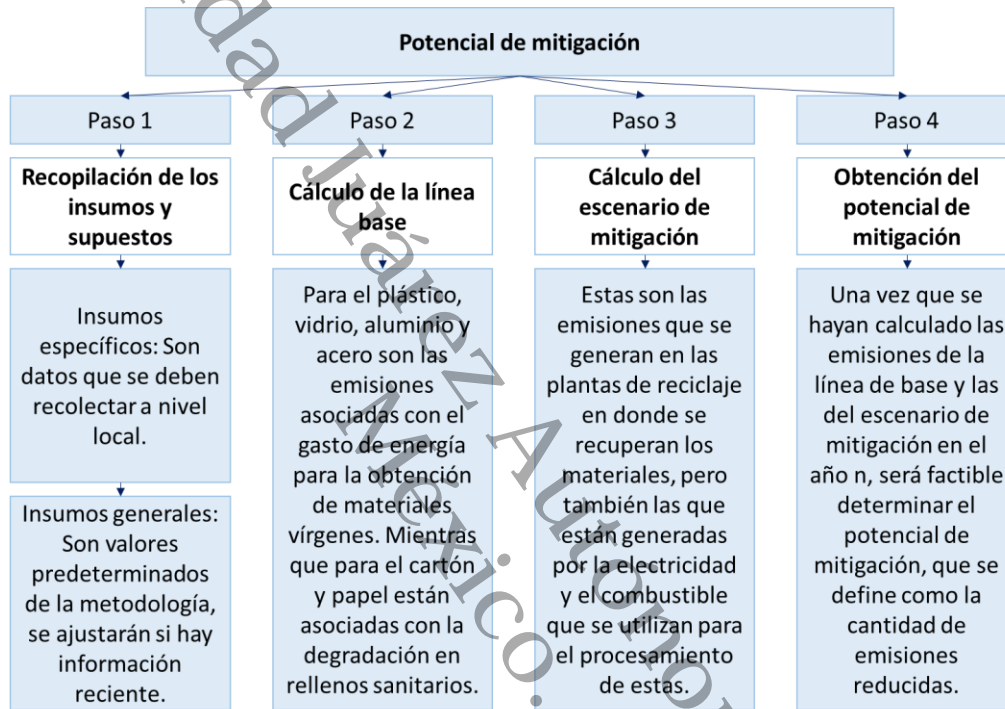 Potencial de mitigación
Paso 1
Recopilación de los
insumos y
supuestos
Insumos
específicos: Son
datos que se deben
recolectar a nivel
local.
Insumos generales:
Son valores
predeterminados
de la metodología,
se ajustarán si hay
información
reciente.
Paso 2
Cálculo de la línea
base
Para el plástico,
vidrio, aluminio y
acero son las
emisiones
asociadas con el
gasto de energía
para la obtención
de materiales
vírgenes. Mientras
que para el cartón
y papel están
asociadas con la
degradación en
rellenos sanitarios.
Paso 3
Cálculo del
escenario de
mitigación
Estas son las
emisiones que se
generan en las
plantas de reciclaje
en donde se
recuperan los
materiales, pero
también las que
están generadas
por la electricidad
y el combustible
que se utilizan para
el procesamiento
de estas.
Paso 4
Obtención del
potencial de
mitigación
Una vez que se
hayan calculado las
emisiones de la
línea de base y las
del escenario de
mitigación en el
año n, será factible
determinar el
potencial de
mitigación, que se
define como la
cantidad de
emisiones
reducidas.
Juárez
México.